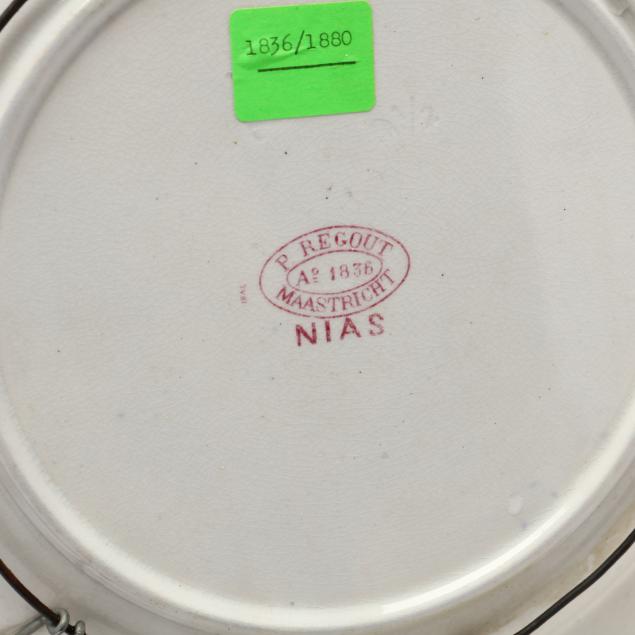 1836/1880
P. REGOUT
Aº 1836
MAASTRICHT
NIAS